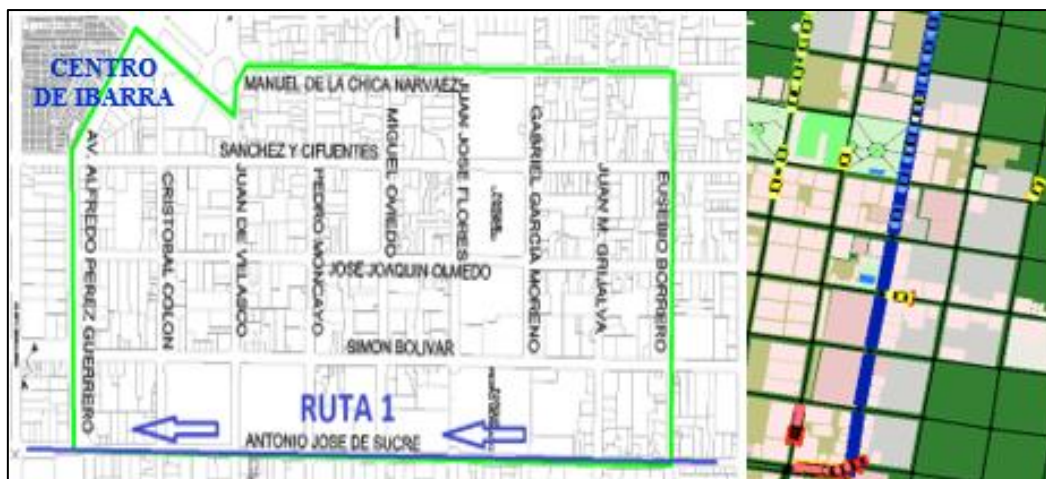 CENTRO
DE IBARRA
MANUEL DE LA CHICA NARVAEZ
SANCHEZ Y CIFUENTES
AV. ALFREDO PEREZ GUERRERO
CRISTOBAL COLON
JUAN DE VELASCO
PEDRO MONCAYO
MIGUEL OVIEDO
JUAN JOSE FLORES
GABRIEL GARCIA MORENO
JUAN M. GRIJALVA
EUSEBIO BORRERO
JOSE JOAQUIN OLMEDO
SIMON BOLIVAR
RUTA 1
ANTONIO JOSE DE SUCRE